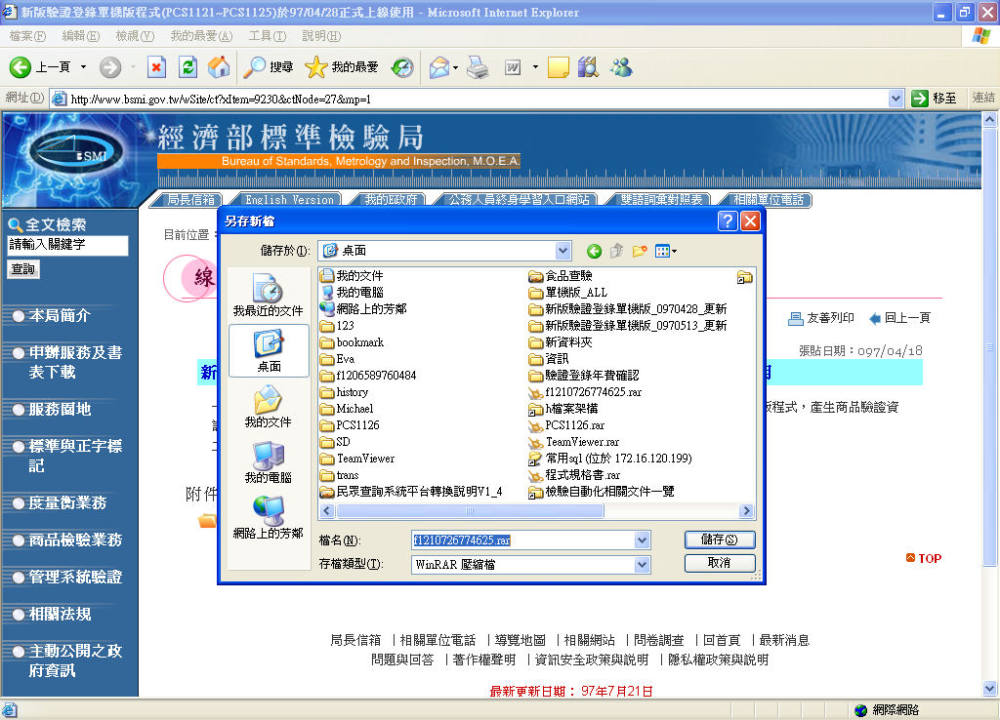 新版驗證登錄單機版程式(PCS1121~PCS1125)於97/04/28正式上線使用 - Microsoft Internet Explorer
檔案(F) 編輯(E) 檢視(V) 我的最愛(A) 工具(T) 說明(H)
上一頁 搜尋 我的最愛
網址(D) http://www.bsmi.gov.tw/wSite/ct?xItem=9230&ctNode=27&mp=1 移至 連結
BSMI
經濟部標準檢驗局
Bureau of Standards, Metrology and Inspection, M.O.E.A.
局長信箱 English Version 我的E政府 公務人員終身學習入口網站 雙語詞彙對照表 相關單位電話
全文檢索
請輸入關鍵字
查詢
本局簡介
申辦服務及書
表下載
服務園地
標準與正字標
記
度量衡業務
商品檢驗業務
管理系統驗證
相關法規
主動公開之政
府資訊
目前位置：
線
友善列印 回上一頁
張貼日期：097/04/18
新
版程式，產生商品驗證資
附件
另存新檔
儲存於(I): 桌面
我最近的文件
桌面
我的文件
我的電腦
網路上的芳鄰
我的文件
我的電腦
網路上的芳鄰
123
bookmark
Eva
f1206589760484
history
Michael
PCS1126
SD
TeamViewer
trans
民眾查詢系統平台轉換說明V1_4
食品查驗
單機版_ALL
新版驗證登錄單機版_0970428_更新
新版驗證登錄單機版_0970513_更新
新資料夾
資訊
驗證登錄年費確認
f1210726774625.rar
h檔案架構
PCS1126.rar
TeamViewer.rar
常用sql (位於 172.16.120.199)
程式規格書.rar
檢驗自動化相關文件一覽
檔名(N): f1210726774625.rar 儲存(S)
存檔類型(T): WinRAR 壓縮檔 取消
TOP
局長信箱 | 相關單位電話 | 導覽地圖 | 相關網站 | 問卷調查 | 回首頁 | 最新消息
問題與回答 | 著作權聲明 | 資訊安全政策與說明 | 隱私權政策與說明
最新更新日期： 97年7月21日
網際網路